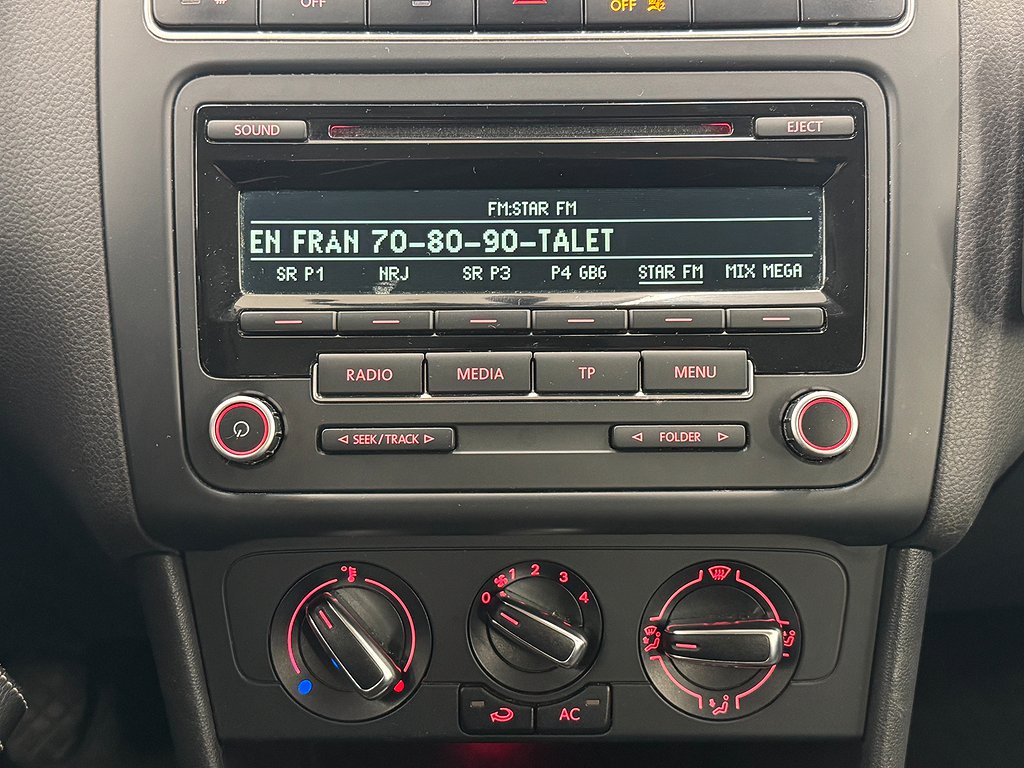 OFF OFF
SOUND EJECT
FM:STAR FM
EN FRÅN 70-80-90-TALET
SR P1 NRJ SR P3 P4 GBG STAR FM MIX MEGA
RADIO MEDIA TP MENU
SEEK/TRACK FOLDER
0 1 2 3 4
AC